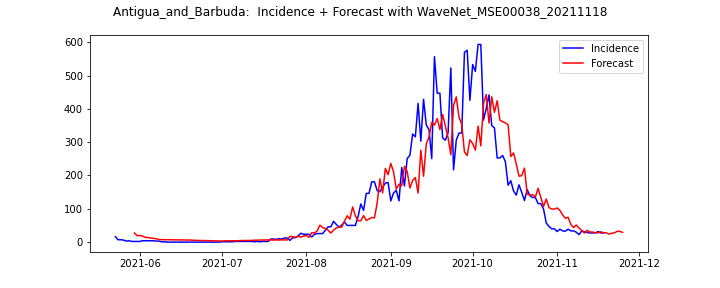 Antigua_and_Barbuda:  Incidence + Forecast with WaveNet_MSE00038_20211118
Incidence
Forecast
600
500
400
300
200
100
0
2021-06 2021-07 2021-08 2021-09 2021-10 2021-11 2021-12